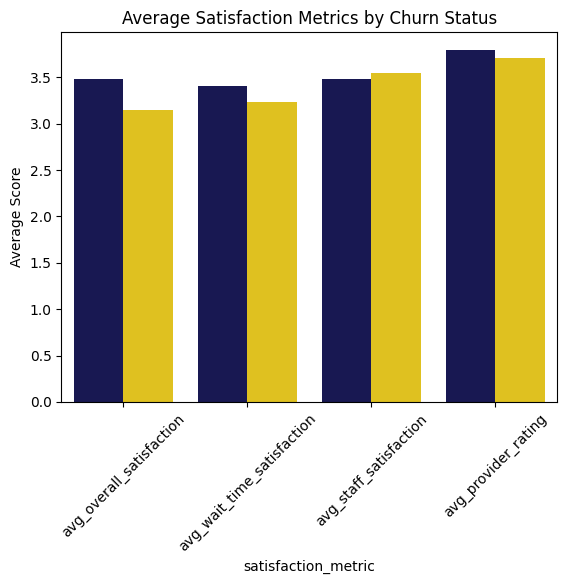 Average Satisfaction Metrics by Churn Status
Average Score
3.5
3.0
2.5
2.0
1.5
1.0
0.5
0.0
avg_overall_satisfaction
avg_wait_time_satisfaction
avg_staff_satisfaction
avg_provider_rating
satisfaction_metric